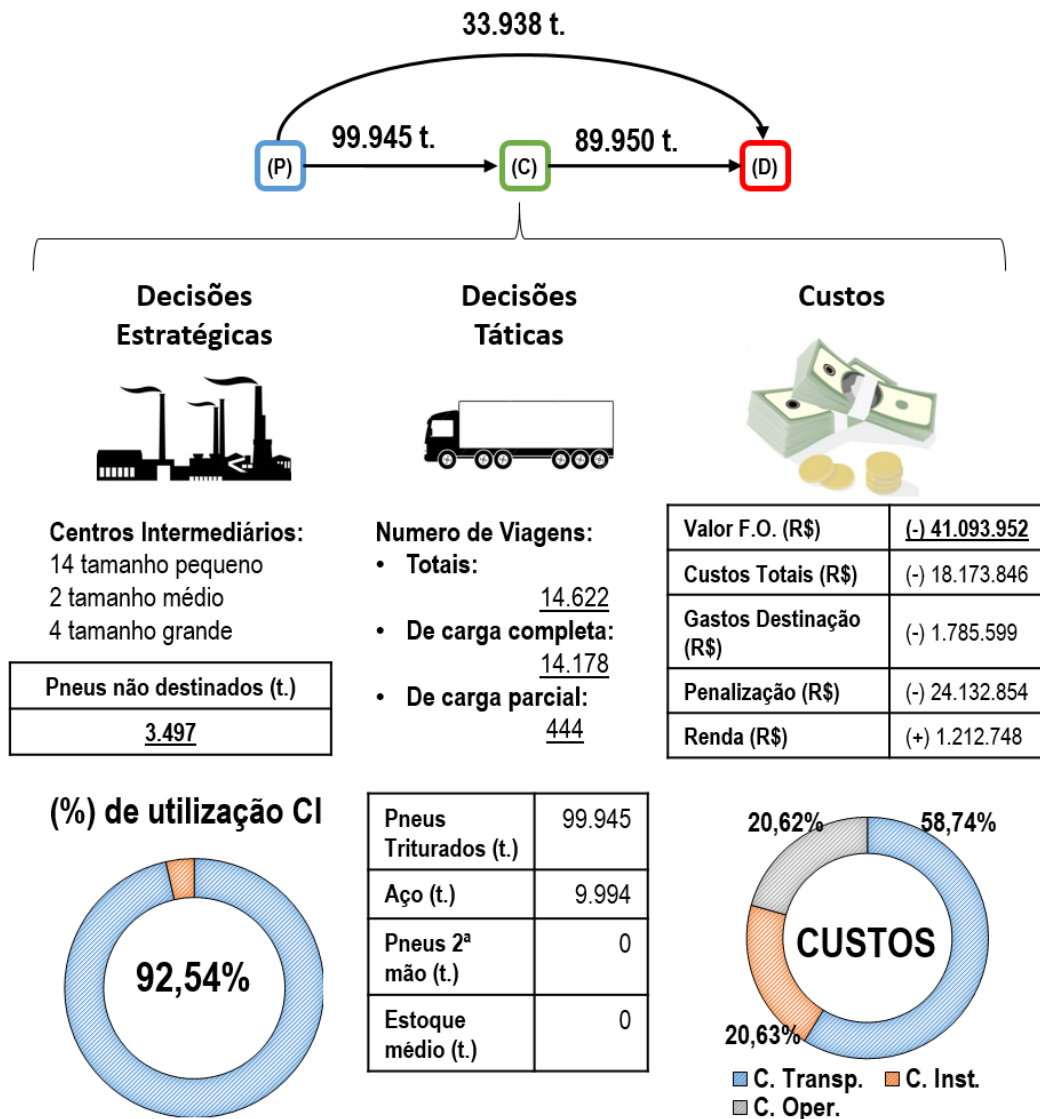 33.938 t.
99.945 t.
89.950 t.
(P)
(C)
(D)
Decisões
Estratégicas
Decisões
Táticas
Custos
Centros Intermediários:
14 tamanho pequeno
2 tamanho médio
4 tamanho grande
Pneus não destinados (t.)
3.497
Numero de Viagens:
• Totais:
14.622
• De carga completa:
14.178
• De carga parcial:
444
Valor F.O. (R$) (-) 41.093.952
Custos Totais (R$) (-) 18.173.846
Gastos Destinação
(R$) (-) 1.785.599
Penalização (R$) (-) 24.132.854
Renda (R$) (+) 1.212.748
(%) de utilização CI
92,54%
Pneus
Triturados (t.) 99.945
Aço (t.) 9.994
Pneus 2ª
mão (t.) 0
Estoque
médio (t.) 0
20,62% 58,74%
CUSTOS
20,63%
C. Transp. C. Inst.
C. Oper.